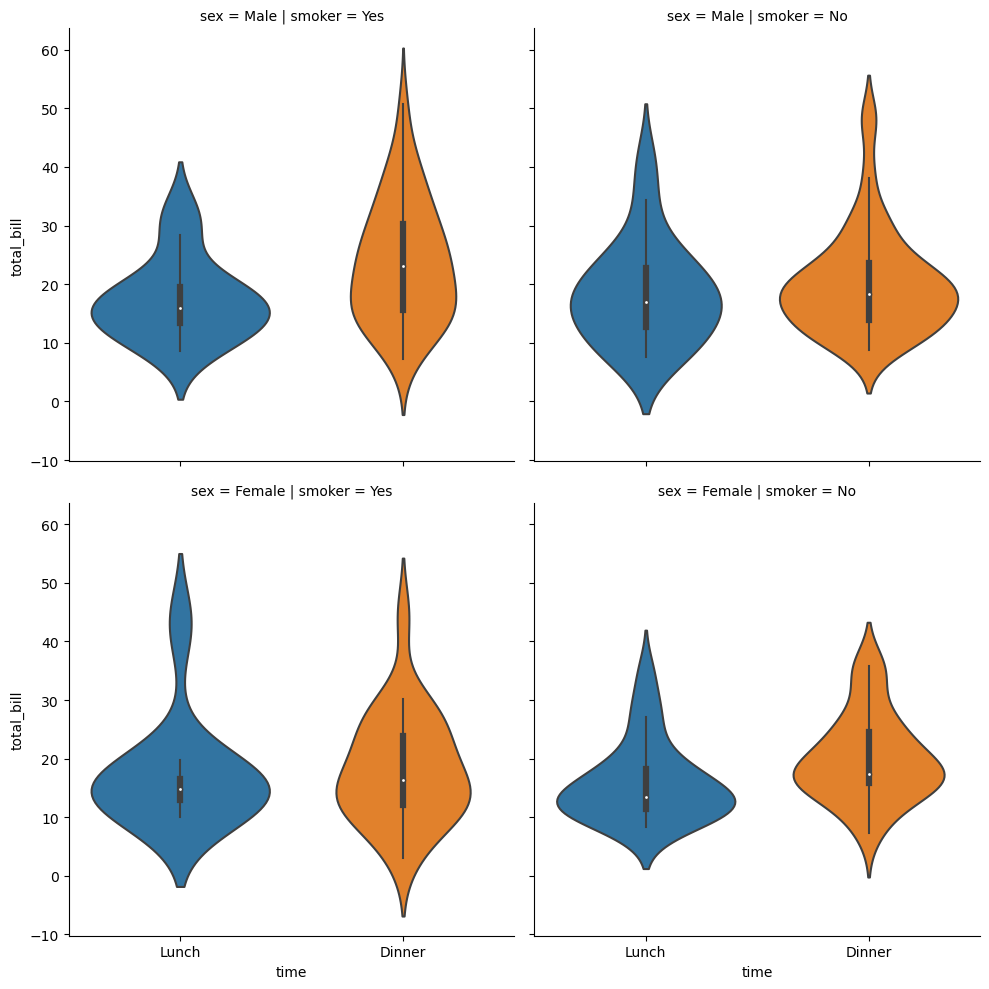 sex = Male | smoker = Yes
sex = Male | smoker = No
total_bill
60
50
40
30
20
10
0
−10
sex = Female | smoker = Yes
sex = Female | smoker = No
total_bill
60
50
40
30
20
10
0
−10
Lunch
Dinner
Lunch
Dinner
time
time